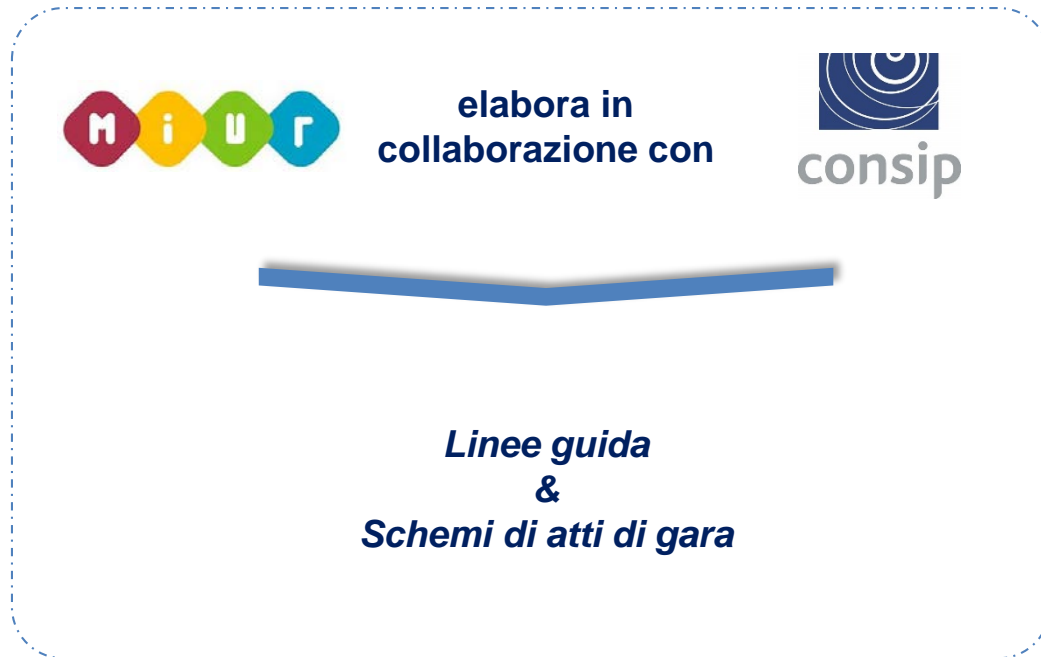 MIUr
elabora in
collaborazione con
consip
Linee guida
&
Schemi di atti di gara